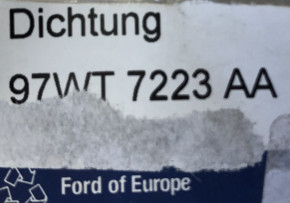 Dichtung
97WT 7223 AA
Ford of Europe